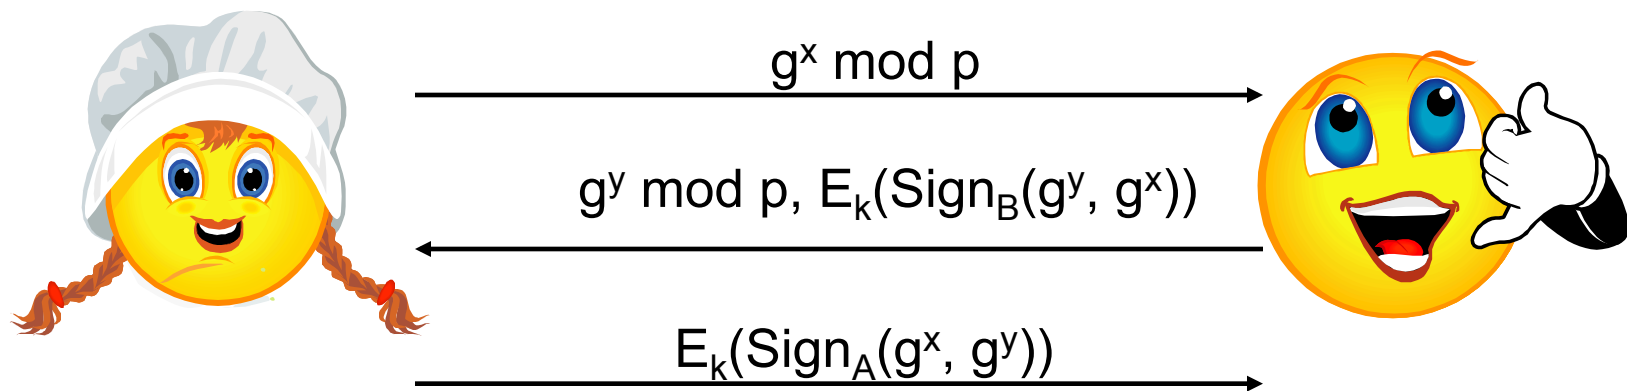 gˣ mod p
gʸ mod p, Eₖ(Sign_B(gʸ, gˣ))
Eₖ(Sign_A(gˣ, gʸ))